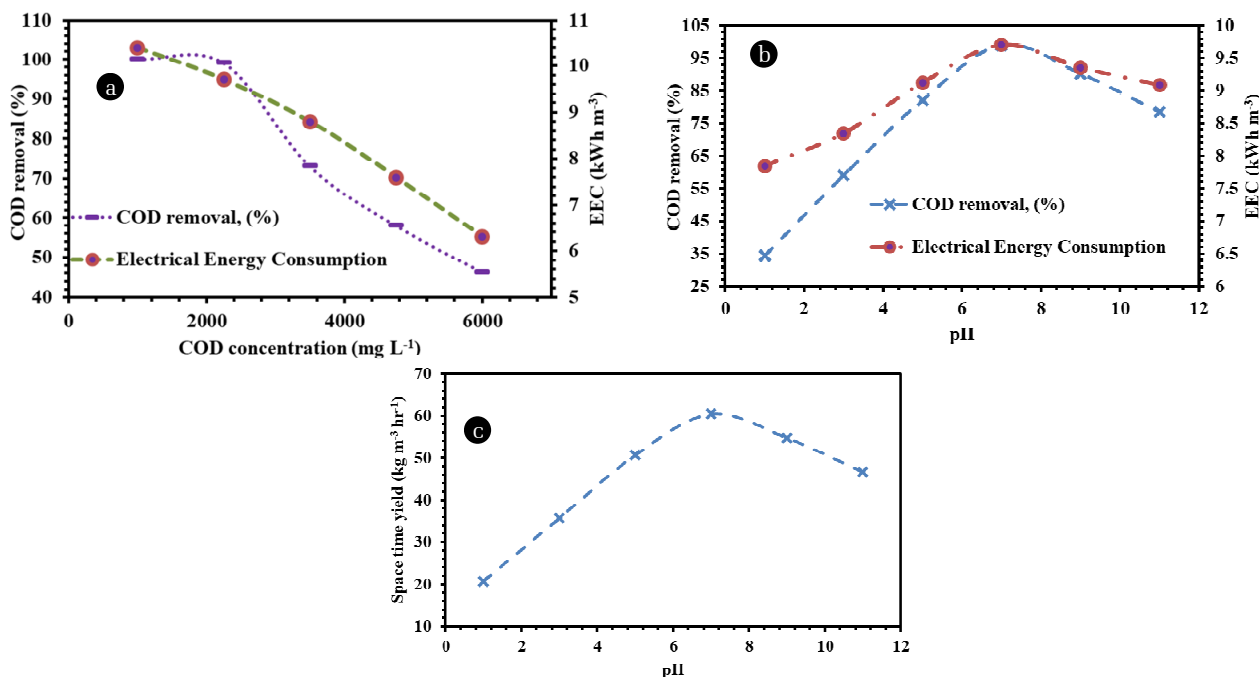 a
COD removal (%)
110
100
90
80
70
60
50
40
COD removal, (%)
Electrical Energy Consumption
11
10
9
8
7
6
5
EEC (kWh m-3)
0 2000 4000 6000
COD concentration (mg L-1)
b
COD removal (%)
105
95
85
75
65
55
45
35
25
COD removal, (%)
Electrical Energy Consumption
10
9.5
9
8.5
8
7.5
7
6.5
6
EEC (kWh m-3)
0 2 4 6 8 10 12
pH
c
Space time yield (kg m-3 hr-1)
70
60
50
40
30
20
10
0 2 4 6 8 10 12
pH